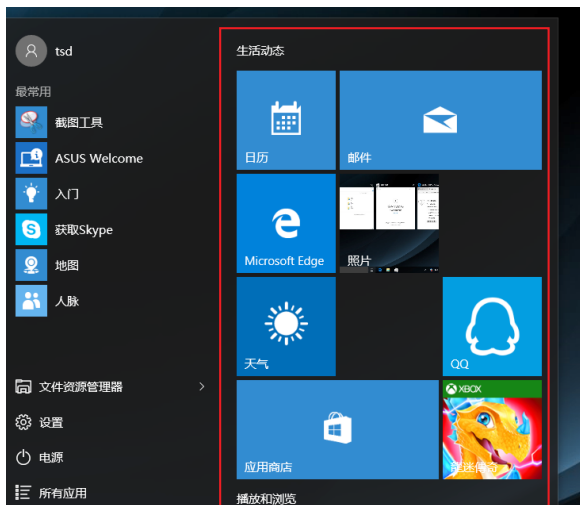 tsd
最常用
截图工具
ASUS Welcome
入门
获取Skype
地图
人脉
文件资源管理器
设置
电源
所有应用
生活动态
日历
邮件
Microsoft Edge
照片
天气
QQ
应用商店
XBOX
播放和浏览